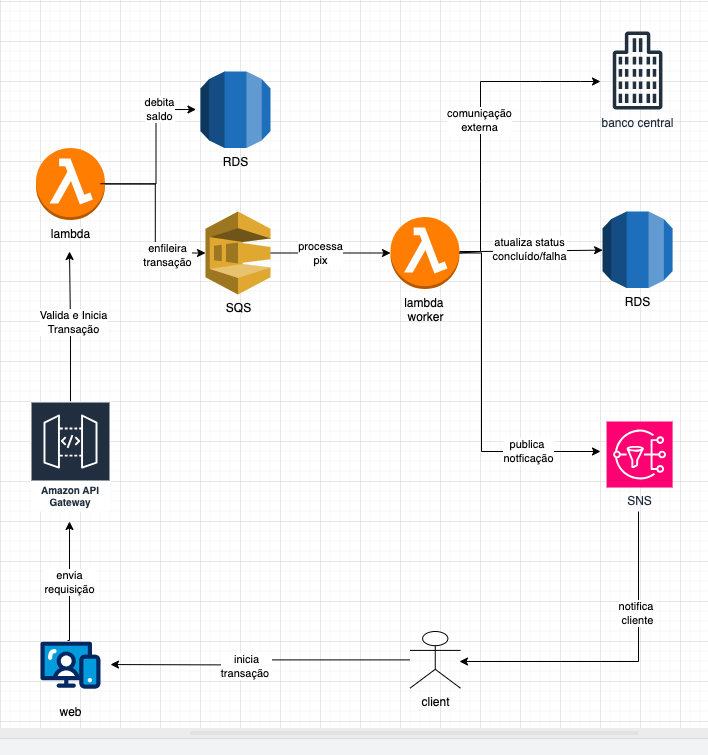 debita
saldo
RDS
comunicação
externa
banco central
lambda
enfileira
transação
SQS
processa
pix
lambda
worker
atualiza status
concluído/falha
RDS
Valida e Inicia
Transação
Amazon API
Gateway
publica
notficação
SNS
envia
requisição
notifica
cliente
inicia
transação
web
client